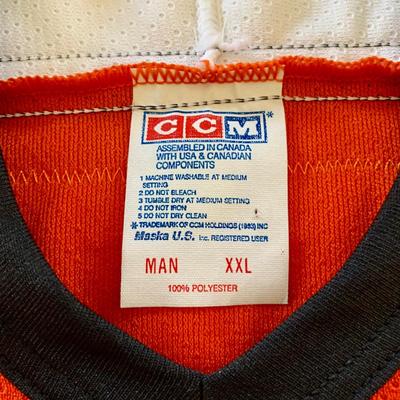 CCM*
ASSEMBLED IN CANADA
WITH USA & CANADIAN
COMPONENTS
1 MACHINE WASHABLE AT MEDIUM
SETTING
2 DO NOT BLEACH
3 TUMBLE DRY AT MEDIUM SETTING
4 DO NOT IRON
5 DO NOT DRY CLEAN
* TRADEMARK OF CCM HOLDINGS (1983) INC
Maska U.S. Inc. REGISTERED USER
MAN XXL
100% POLYESTER